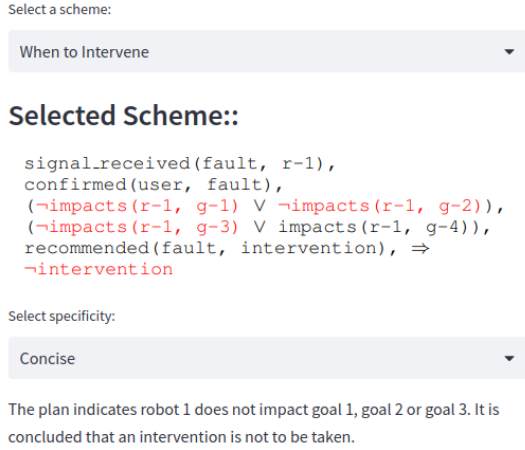 Select a scheme:
When to Intervene
Selected Scheme::
signal_received(fault, r-1),
confirmed(user, fault),
(¬impacts(r-1, g-1) ∨ ¬impacts(r-1, g-2)),
(¬impacts(r-1, g-3) ∨ impacts(r-1, g-4)),
recommended(fault, intervention), ⇒
¬intervention
Select specificity:
Concise
The plan indicates robot 1 does not impact goal 1, goal 2 or goal 3. It is
concluded that an intervention is not to be taken.